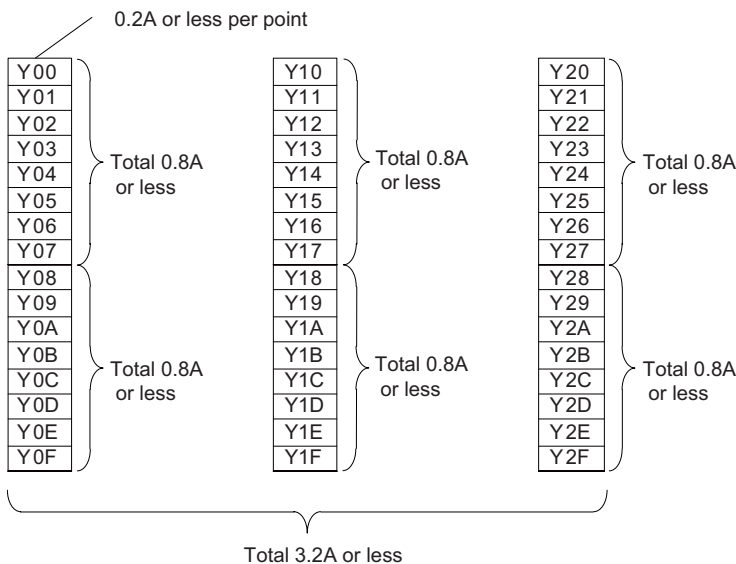 0.2A or less per point
Y00
Y01
Y02
Y03
Y04
Y05
Y06
Y07
Y08
Y09
Y0A
Y0B
Y0C
Y0D
Y0E
Y0F
Total 0.8A
or less
Total 0.8A
or less
Y10
Y11
Y12
Y13
Y14
Y15
Y16
Y17
Y18
Y19
Y1A
Y1B
Y1C
Y1D
Y1E
Y1F
Total 0.8A
or less
Total 0.8A
or less
Y20
Y21
Y22
Y23
Y24
Y25
Y26
Y27
Y28
Y29
Y2A
Y2B
Y2C
Y2D
Y2E
Y2F
Total 0.8A
or less
Total 0.8A
or less
Total 3.2A or less